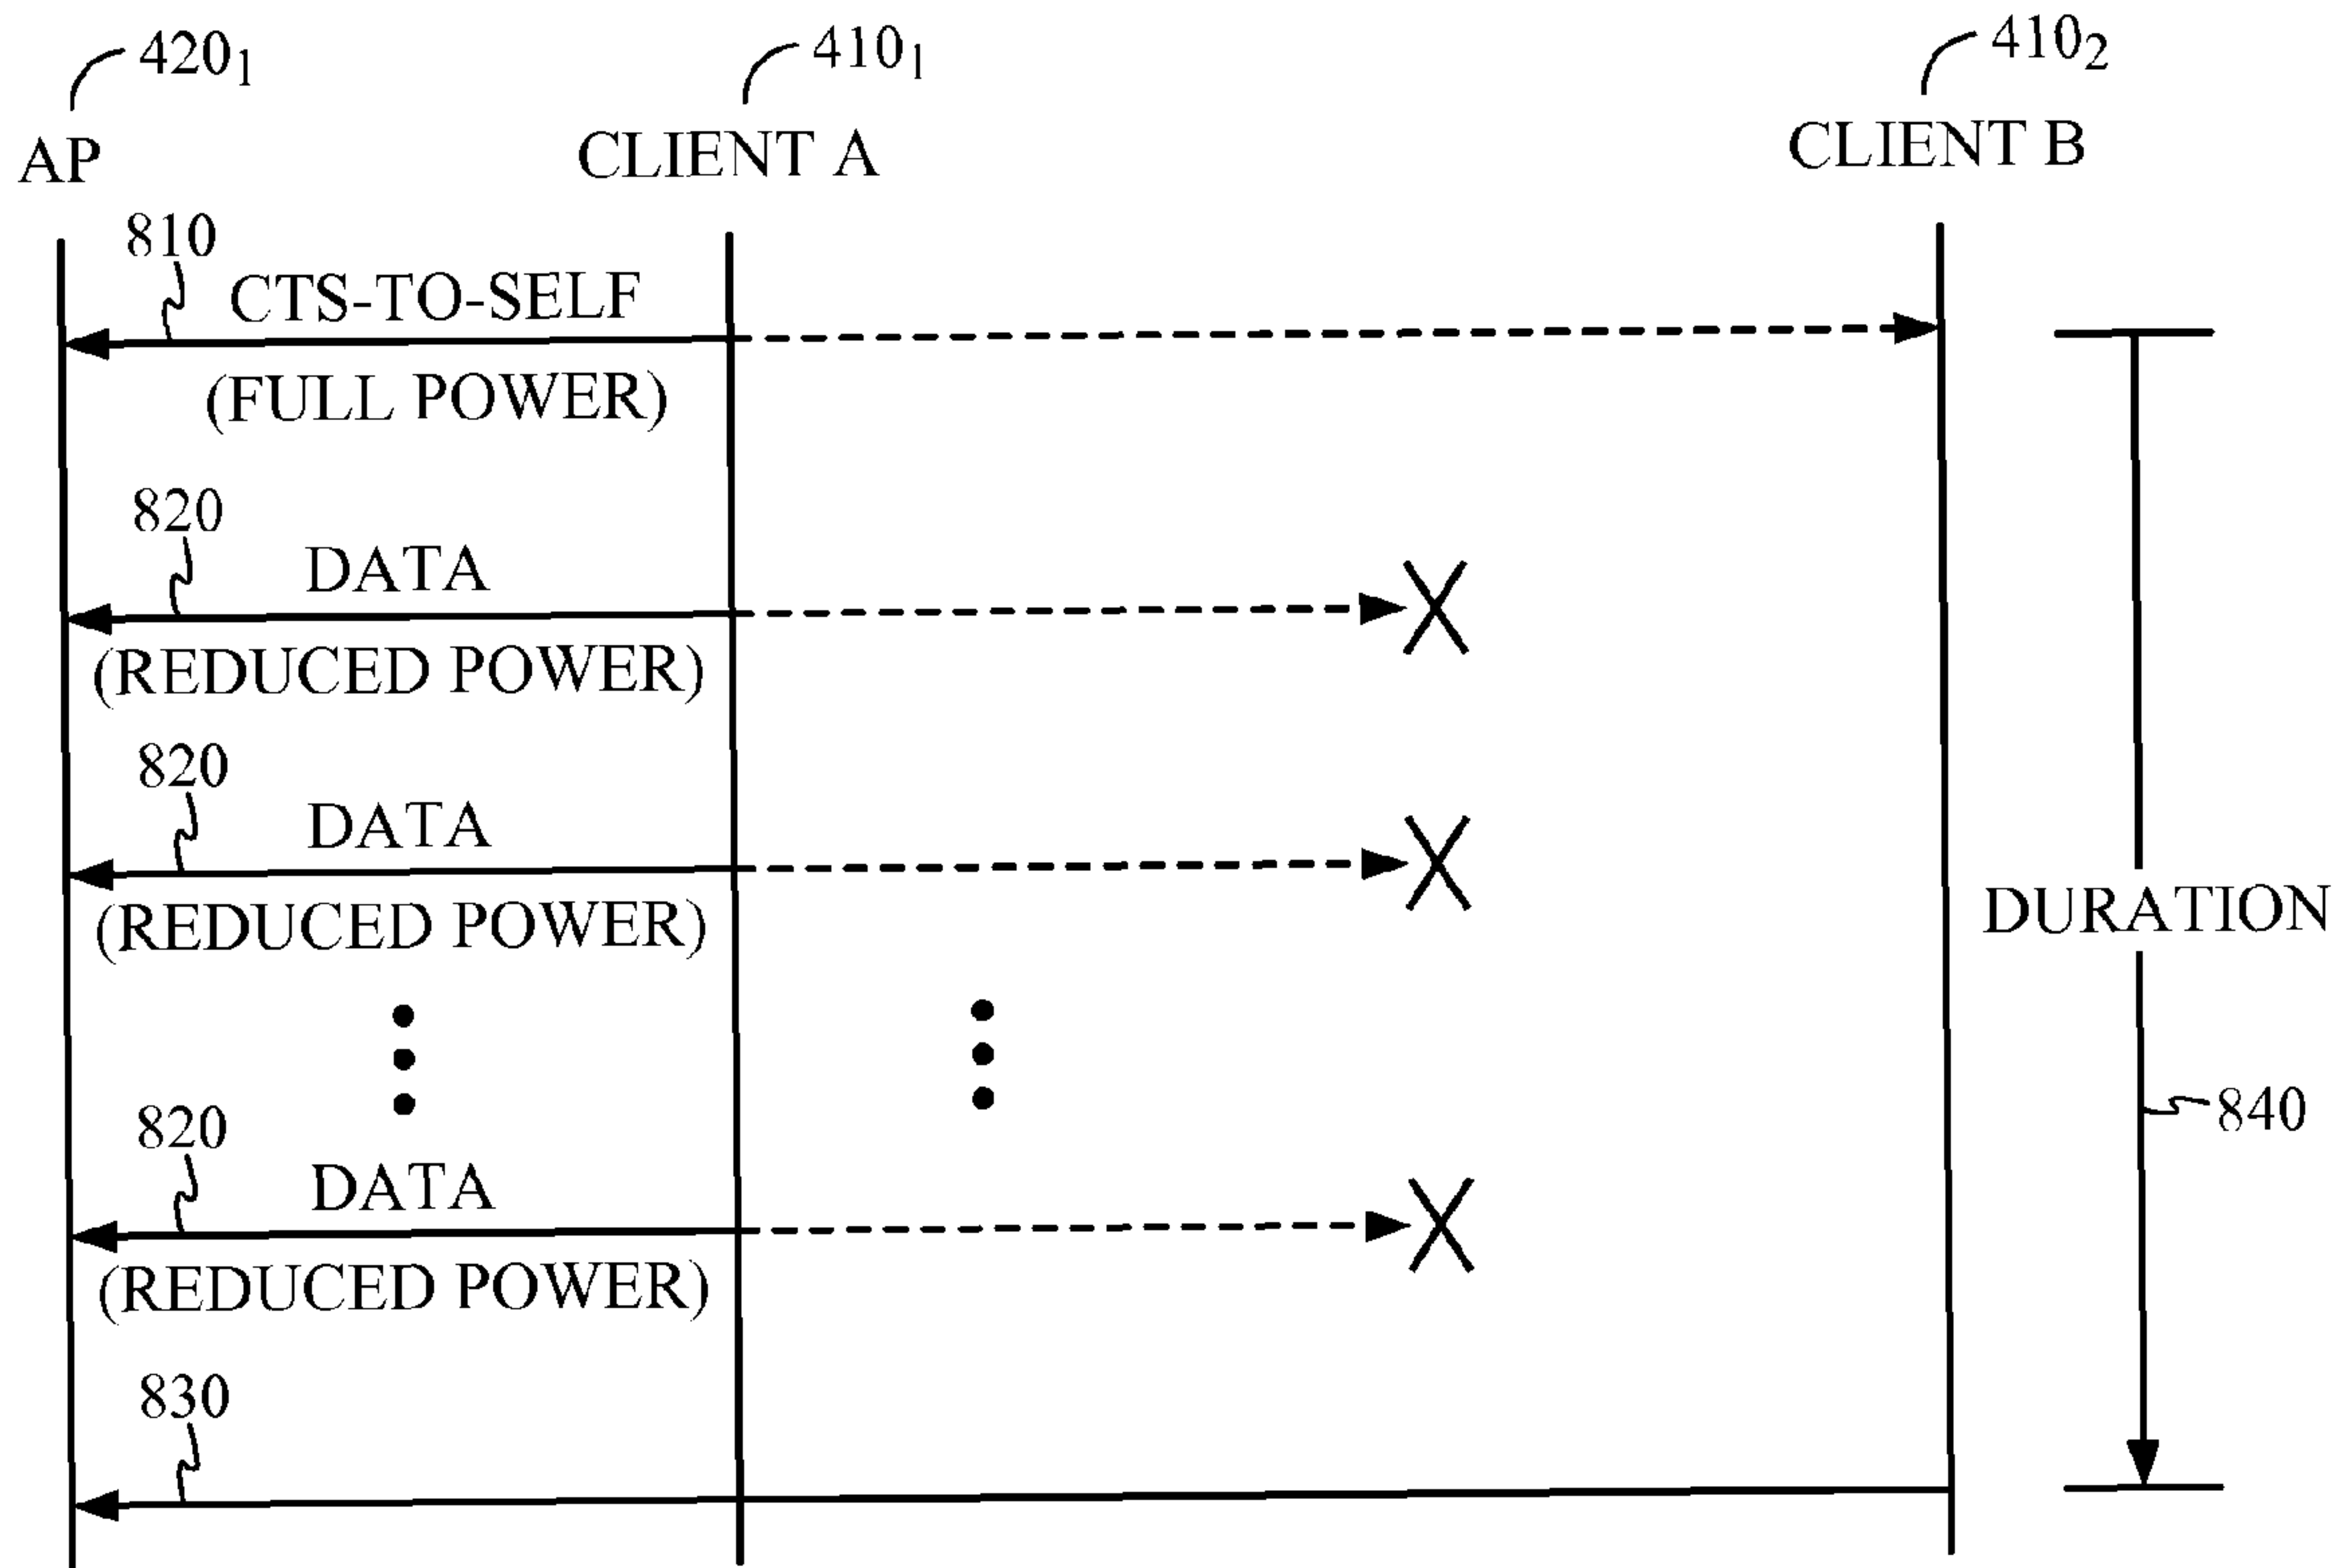 420₁
410₁
410₂
AP
CLIENT A
CLIENT B
810
CTS-TO-SELF
(FULL POWER)
820
DATA
(REDUCED POWER)
820
DATA
(REDUCED POWER)
DURATION
820
840
DATA
(REDUCED POWER)
830